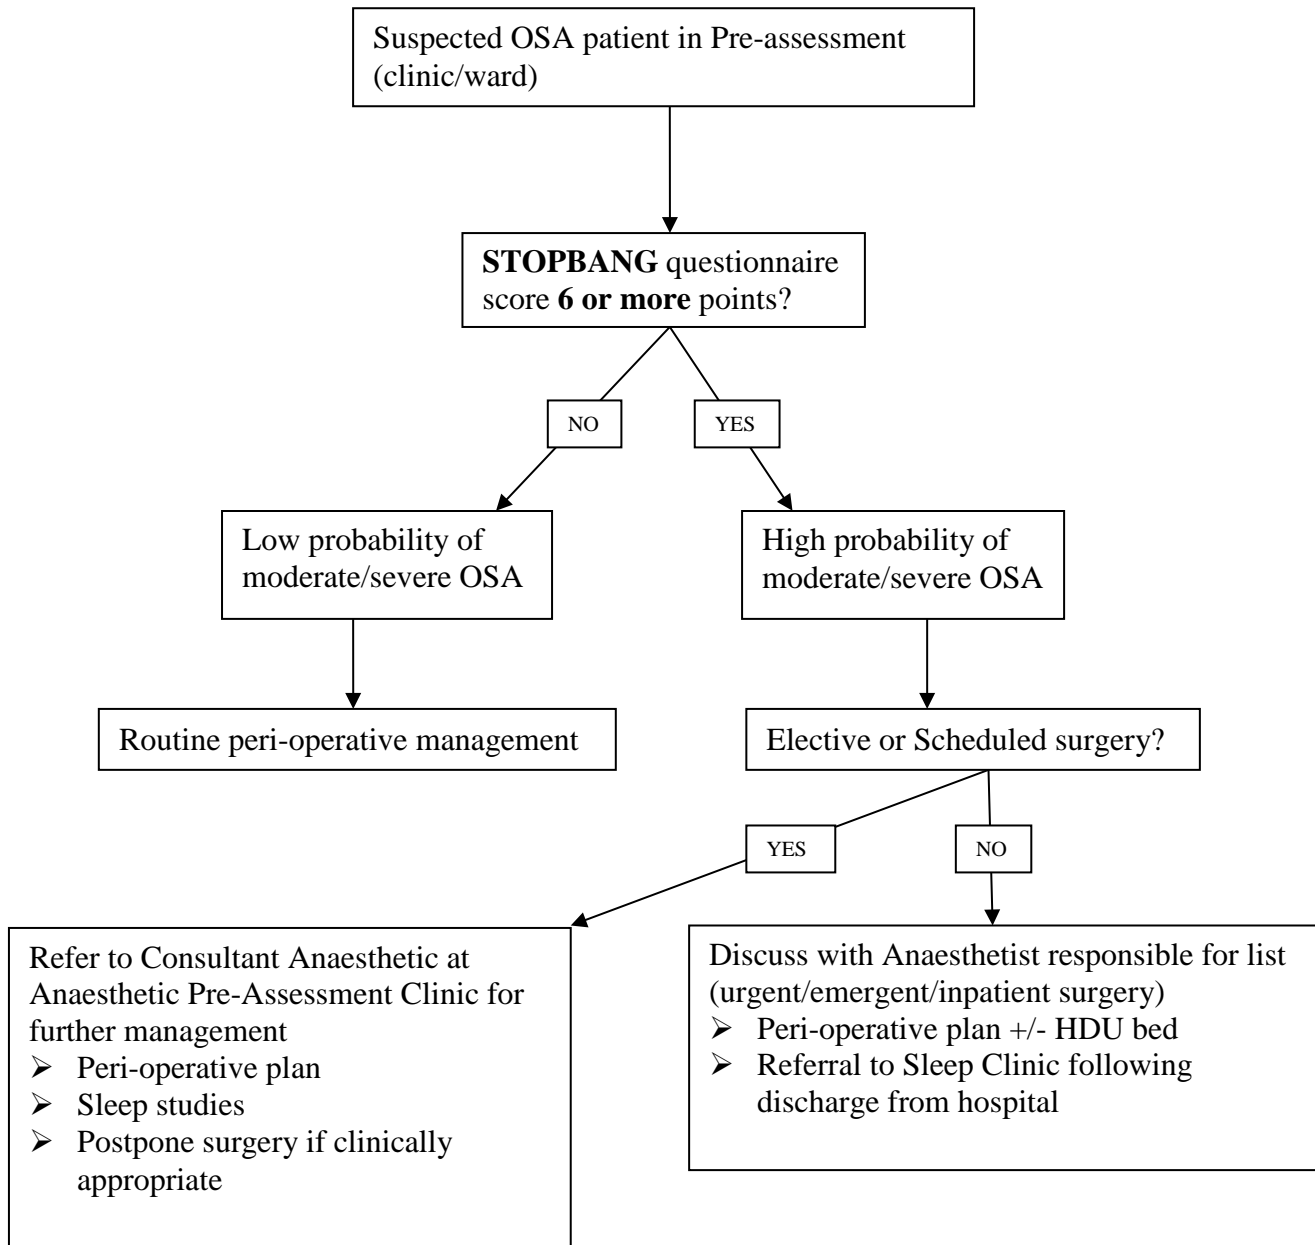 Suspected OSA patient in Pre-assessment
(clinic/ward)
STOPBANG questionnaire
score 6 or more points?
NO
YES
Low probability of
moderate/severe OSA
High probability of
moderate/severe OSA
Routine peri-operative management
Elective or Scheduled surgery?
YES
NO
Refer to Consultant Anaesthetic at
Anaesthetic Pre-Assessment Clinic for
further management
➢ Peri-operative plan
➢ Sleep studies
➢ Postpone surgery if clinically
appropriate
Discuss with Anaesthetist responsible for list
(urgent/emergent/inpatient surgery)
➢ Peri-operative plan +/- HDU bed
➢ Referral to Sleep Clinic following
discharge from hospital